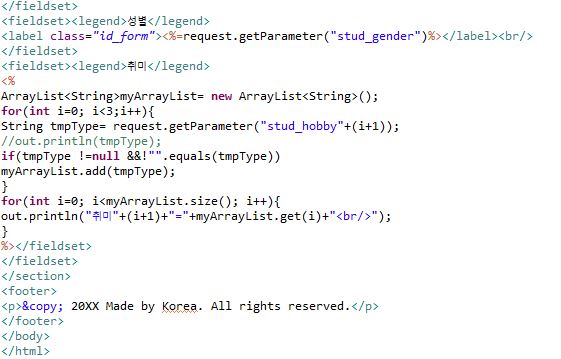 </fieldset>
<fieldset><legend>성별</legend>
<label class="id_form"><%=request.getParameter("stud_gender")%></label><br/>
</fieldset>
<fieldset><legend>취미</legend>
<%
ArrayList<String>myArrayList= new ArrayList<String>();
for(int i=0; i<3;i++){
String tmpType= request.getParameter("stud_hobby"+(i+1));
//out.println(tmpType);
if(tmpType !=null &&!"".equals(tmpType))
myArrayList.add(tmpType);
}
for(int i=0; i<myArrayList.size(); i++){
out.println("취미"+(i+1)+"="+myArrayList.get(i)+"<br/>");
}
%></fieldset>
</fieldset>
</section>
<footer>
<p>&copy; 20XX Made by Korea. All rights reserved.</p>
</footer>
</body>
</html>